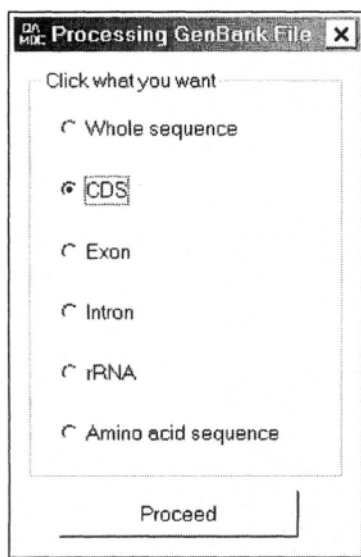 Processing GenBank File
Click what you want
Whole sequence
CDS
Exon
Intron
rRNA
Amino acid sequence
Proceed